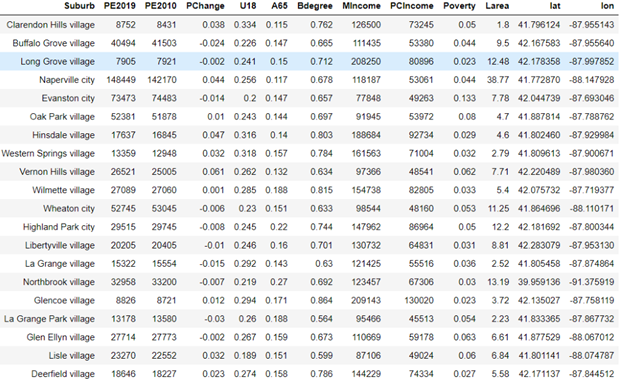 Suburb PE2019 PE2010 PChange U18 A65 Bdegree MIncome PCIncome Poverty Larea lat lon
Clarendon Hills village 8752 8431 0.038 0.334 0.115 0.762 126500 73245 0.05 1.8 41.796124 -87.955143
Buffalo Grove village 40494 41503 -0.024 0.226 0.147 0.665 111435 53380 0.044 9.5 42.167583 -87.955640
Long Grove village 7905 7921 -0.002 0.241 0.15 0.712 208250 80896 0.023 12.48 42.178358 -87.997852
Naperville city 148449 142170 0.044 0.256 0.117 0.678 118187 53061 0.044 38.77 41.772870 -88.147928
Evanston city 73473 74483 -0.014 0.2 0.147 0.657 77848 49263 0.133 7.78 42.044739 -87.693046
Oak Park village 52381 51878 0.01 0.243 0.144 0.697 91945 53972 0.08 4.7 41.887814 -87.788762
Hinsdale village 17637 16845 0.047 0.316 0.14 0.803 188684 92734 0.029 4.6 41.802460 -87.929984
Western Springs village 13359 12948 0.032 0.318 0.157 0.784 161563 71004 0.032 2.79 41.809613 -87.900671
Vernon Hills village 26521 25005 0.061 0.262 0.132 0.634 97366 48541 0.062 7.71 42.220489 -87.980360
Wilmette village 27089 27060 0.001 0.285 0.188 0.815 154738 82805 0.033 5.4 42.075732 -87.719377
Wheaton city 52745 53045 -0.006 0.23 0.151 0.633 98544 48160 0.053 11.25 41.864696 -88.110171
Highland Park city 29515 29745 -0.008 0.245 0.22 0.744 147962 86964 0.05 12.2 42.181692 -87.800344
Libertyville village 20205 20405 -0.01 0.246 0.16 0.701 130732 64831 0.031 8.81 42.283079 -87.953130
La Grange village 15322 15554 -0.015 0.292 0.143 0.63 121425 55516 0.036 2.52 41.805458 -87.874864
Northbrook village 32958 33200 -0.007 0.219 0.27 0.692 123457 67306 0.03 13.19 39.959136 -91.375919
Glencoe village 8826 8721 0.012 0.294 0.171 0.864 209143 130020 0.023 3.72 42.135027 -87.758119
La Grange Park village 13178 13580 -0.03 0.26 0.188 0.564 95466 45513 0.054 2.23 41.833365 -87.867732
Glen Ellyn village 27714 27773 -0.002 0.267 0.159 0.673 110669 59178 0.063 6.61 41.877529 -88.067012
Lisle village 23270 22552 0.032 0.189 0.151 0.599 87106 49024 0.06 6.84 41.801141 -88.074787
Deerfield village 18646 18227 0.023 0.274 0.158 0.786 144229 74334 0.027 5.58 42.171137 -87.844512